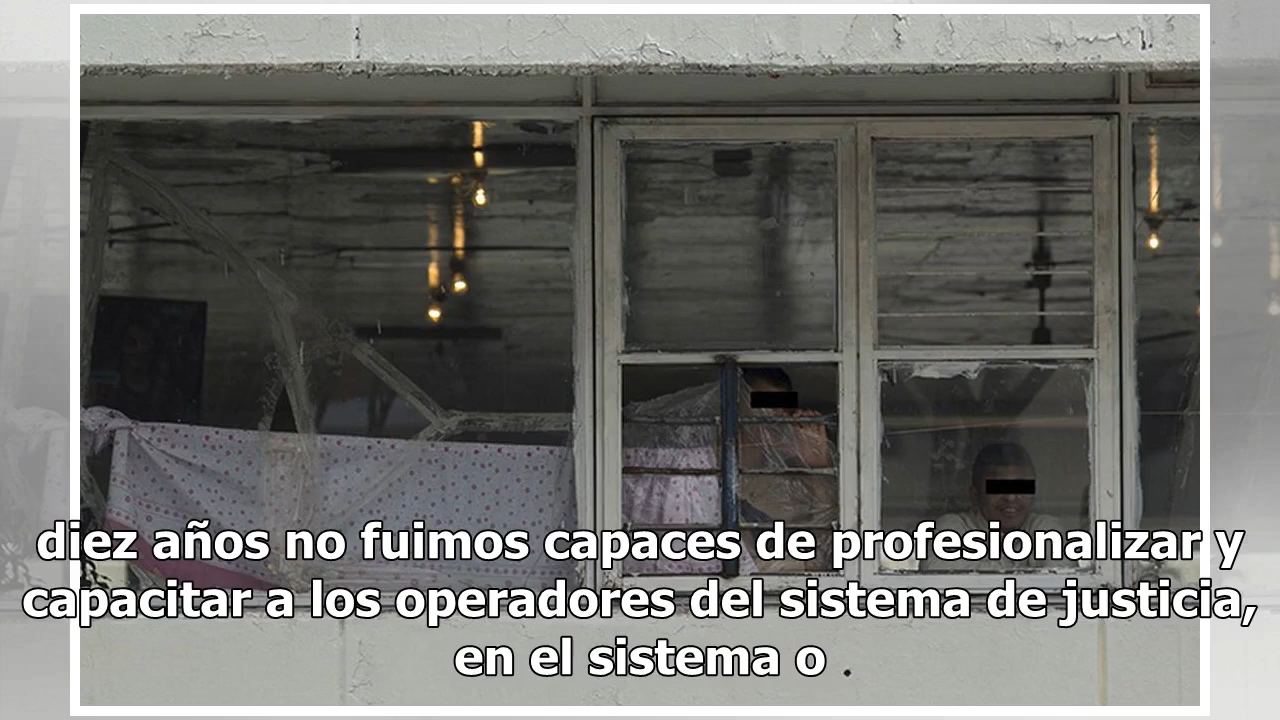 diez años no fuimos capaces de profesionalizar y
capacitar a los operadores del sistema de justicia,
en el sistema o .